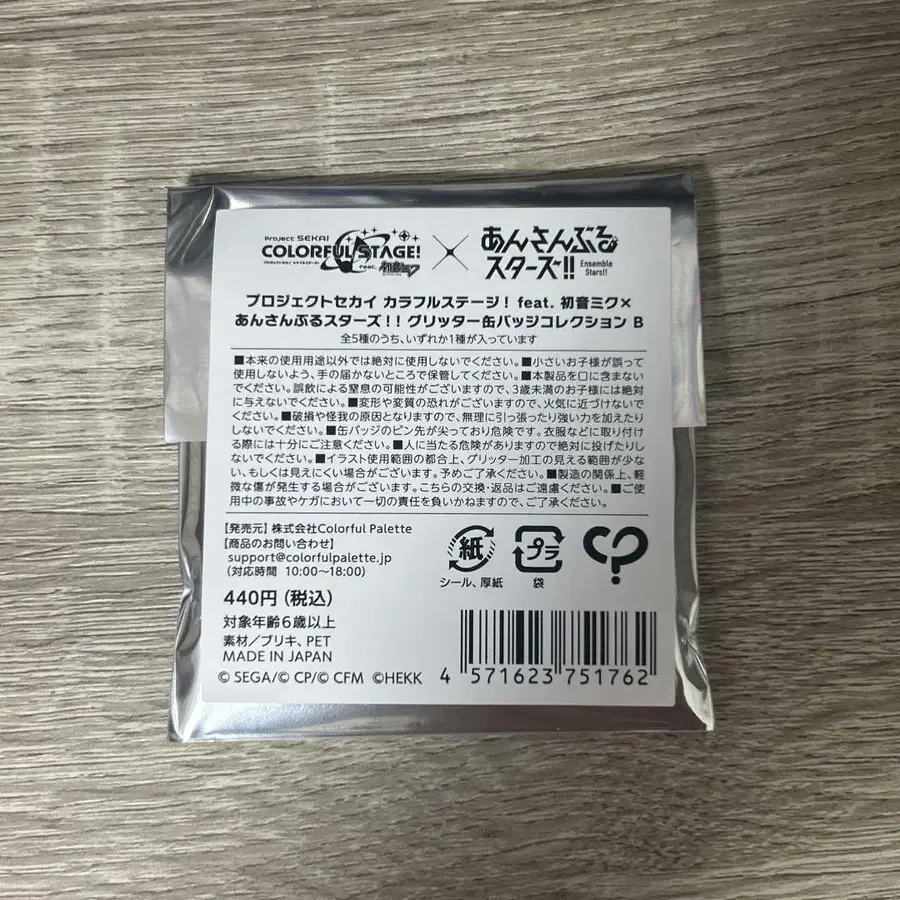 Project SEKAI
COLORFUL STAGE!
プロジェクトセカイ カラフルステージ!
feat. 初音ミク
×
あんさんぶる
スターズ!!
Ensemble
Stars!!
プロジェクトセカイ カラフルステージ! feat. 初音ミク×
あんさんぶるスターズ!! グリッター缶バッジコレクション B
全5種のうち、いずれか1種が入っています
■本来の使用用途以外では絶対に使用しないでください。■小さいお子様が誤って
使用しないよう、手の届かないところで保管してください。■本製品を口に含まない
でください。誤飲による窒息の可能性がございますので、3歳未満のお子様には絶対
に与えないでください。■変形や変質の恐れがございますので、火気に近づけないで
ください。■破損や怪我の原因となりますので、無理に引っ張ったり強い力を加えたり
しないでください。■缶バッジのピン先が尖っており危険です。衣服などに取り付け
る際には十分にご注意ください。■人に当たる危険がありますので絶対に投げたりし
ないでください。■イラスト使用範囲の都合上、グリッター加工の見える範囲が少な
い、もしくは見えにくい場合がございます。予めご了承ください。■製造の関係上、軽
微な傷が発生する場合がございます。こちらの交換・返品はご遠慮ください。■ご使
用中の事故やケガにおいて一切の責任を負いかねますので、ご了承ください。
【発売元】株式会社Colorful Palette
【商品のお問い合わせ】
support@colorfulpalette.jp
(対応時間 10:00~18:00)
紙
シール、厚紙
プラ
袋
440円(税込)
対象年齢6歳以上
素材/ブリキ、PET
MADE IN JAPAN
© SEGA/© CP/© CFM ©HEKK
4 571623 751762